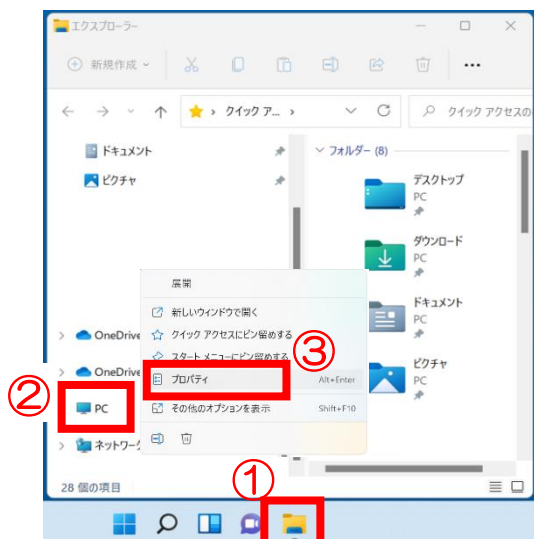 エクスプローラー
新規作成
クイック ア...
クイック アクセスの
ドキュメント
ピクチャ
フォルダー (8)
デスクトップ
PC
ダウンロード
PC
ドキュメント
PC
ピクチャ
PC
展開
新しいウィンドウで開く
クイック アクセスにピン留めする
スタート メニューにピン留めする
③
プロパティ Alt+Enter
その他のオプションを表示 Shift+F10
OneDrive
OneDrive
②
PC
ネットワーク
28 個の項目
①